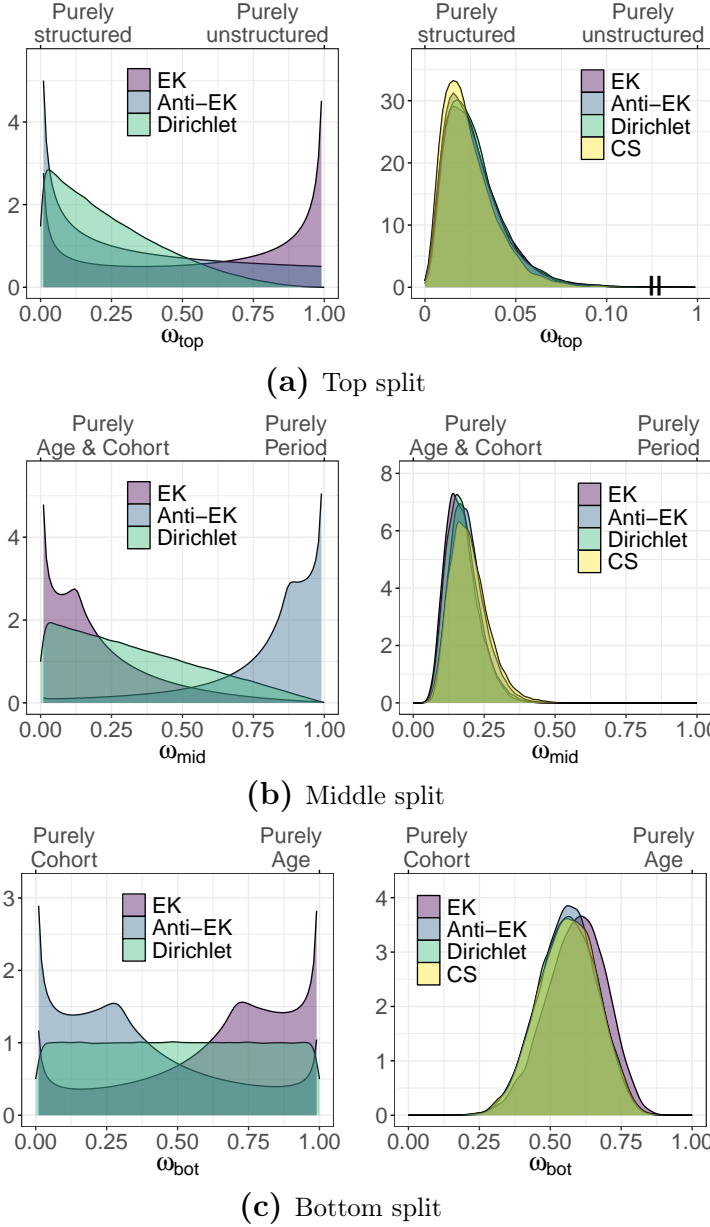 Purely structured
Purely unstructured
EK
Anti−EK
Dirichlet
4
2
0
0.00 0.25 0.50 0.75 1.00
ωtop
Purely structured
Purely unstructured
EK
Anti−EK
Dirichlet
CS
30
20
10
0
0 0.05 0.10 1
ωtop
(a) Top split
Purely Age & Cohort
Purely Period
EK
Anti−EK
Dirichlet
4
2
0
0.00 0.25 0.50 0.75 1.00
ωmid
Purely Age & Cohort
Purely Period
EK
Anti−EK
Dirichlet
CS
8
6
4
2
0
0.00 0.25 0.50 0.75 1.00
ωmid
(b) Middle split
Purely Cohort
Purely Age
EK
Anti−EK
Dirichlet
3
2
1
0
0.00 0.25 0.50 0.75 1.00
ωbot
Purely Cohort
Purely Age
EK
Anti−EK
Dirichlet
CS
4
3
2
1
0
0.00 0.25 0.50 0.75 1.00
ωbot
(c) Bottom split